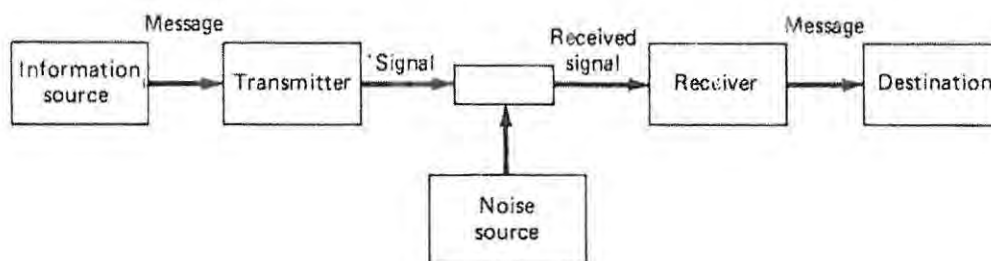 Message
Information
source
Transmitter
Signal
Received
signal
Receiver
Message
Destination
Noise
source